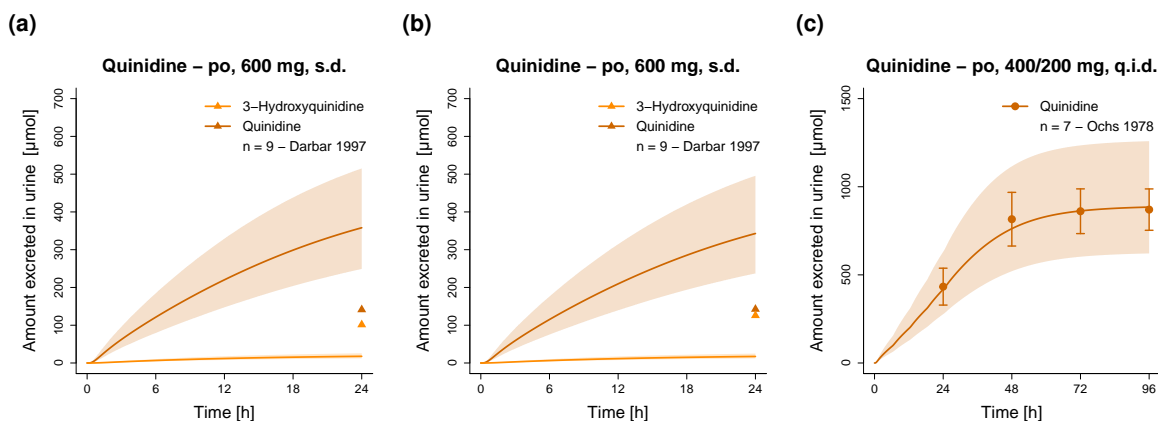 (a)
Quinidine − po, 600 mg, s.d.
Amount excreted in urine [µmol]
700
600
500
400
300
200
100
0
3−Hydroxyquinidine
Quinidine
n = 9 − Darbar 1997
0 6 12 18 24
Time [h]
(b)
Quinidine − po, 600 mg, s.d.
Amount excreted in urine [µmol]
700
600
500
400
300
200
100
0
3−Hydroxyquinidine
Quinidine
n = 9 − Darbar 1997
0 6 12 18 24
Time [h]
(c)
Quinidine − po, 400/200 mg, q.i.d.
Amount excreted in urine [µmol]
1500
1000
500
0
Quinidine
n = 7 − Ochs 1978
0 24 48 72 96
Time [h]